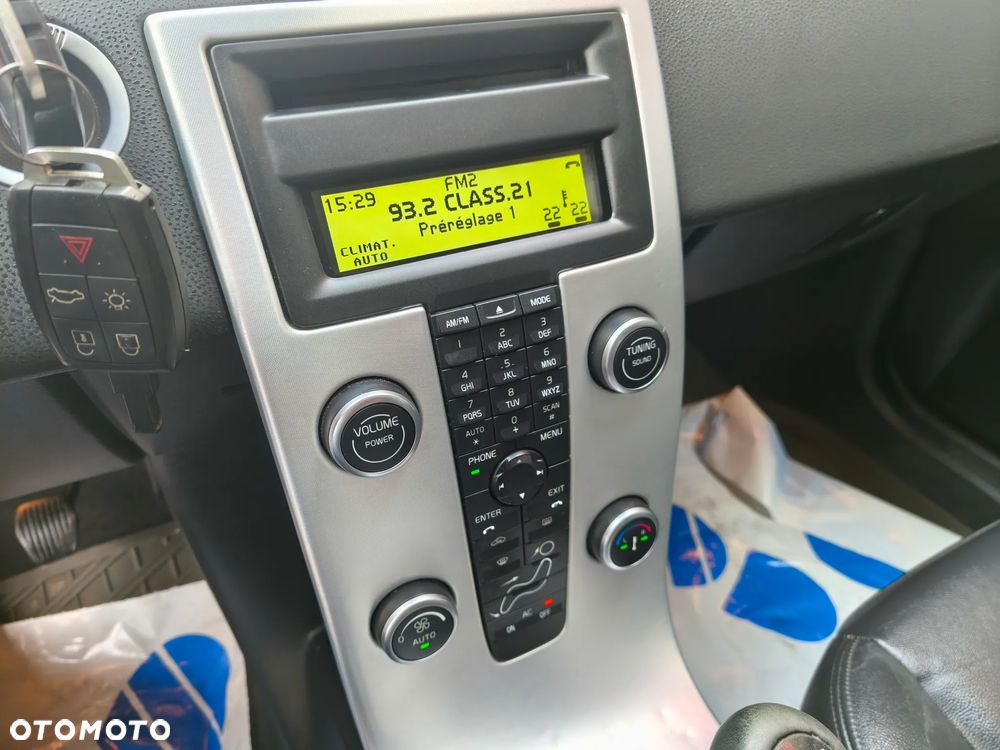 FM2
15:29
93.2 CLASS.21
Préréglage 1
22 22
CLIMAT.
AUTO
AM/FM
MODE
1
2
ABC
3
DEF
4
GHI
.5.
JKL
6
MNO
7
PQRS
8
TUV
9
WXYZ
AUTO
*
0
+
SCAN
#
PHONE
MENU
ENTER
EXIT
ON
AC
OFF
VOLUME
POWER
TUNING
SOUND
0
AUTO
OTOMOTO